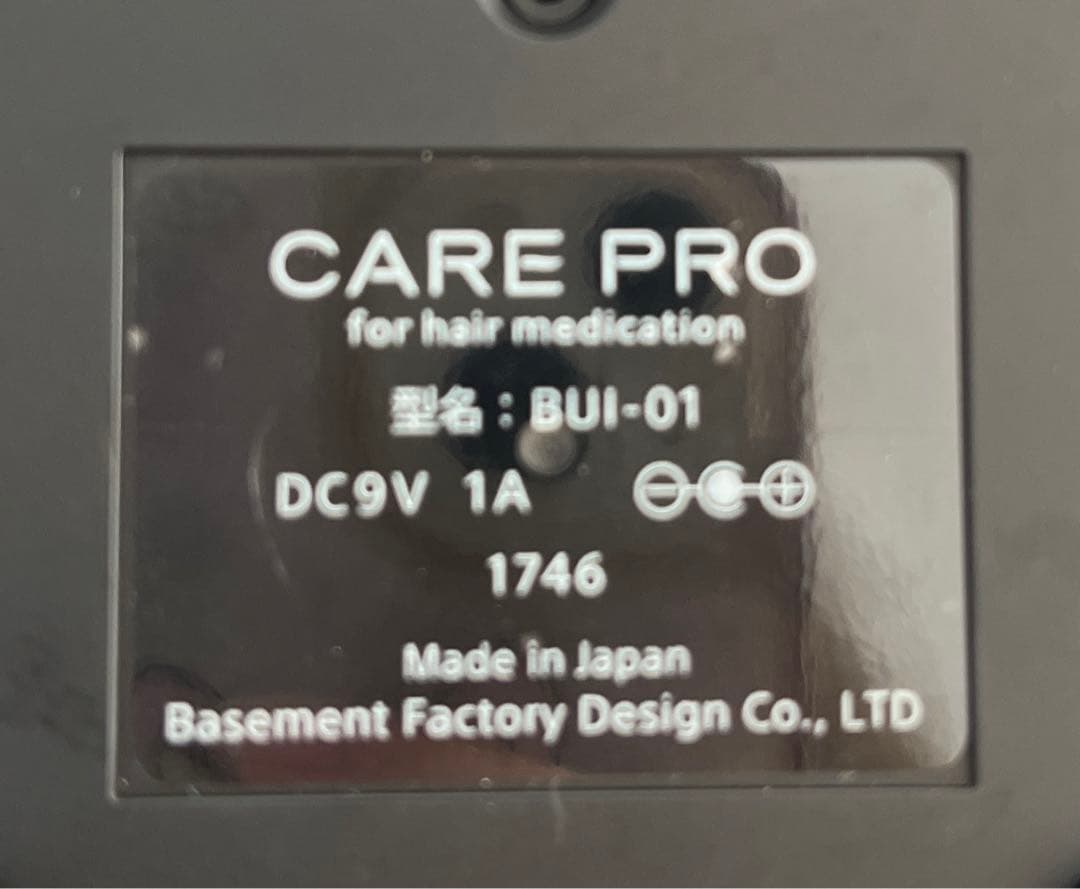 CARE PRO
for hair medication
型名：BUI-01
DC9V 1A
1746
Made in Japan
Basement Factory Design Co., LTD